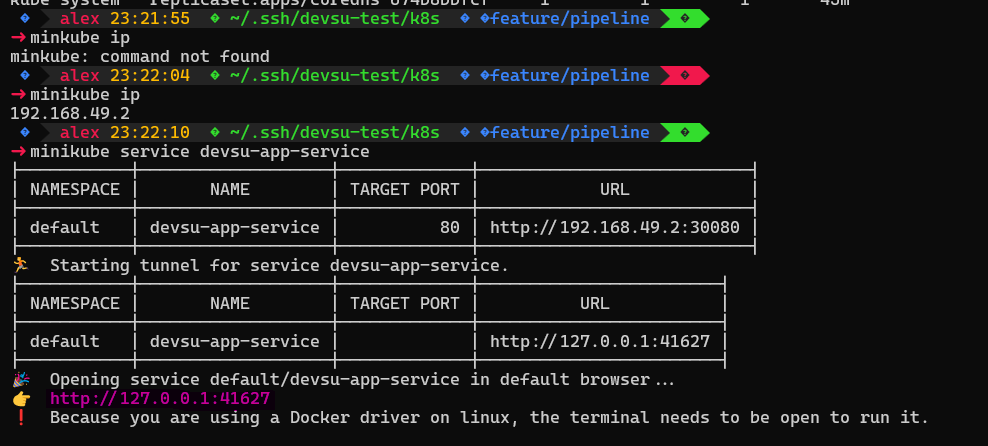 alex 23:21:55 ~/.ssh/devsu-test/k8s feature/pipeline
→minkube ip
minkube: command not found
alex 23:22:04 ~/.ssh/devsu-test/k8s feature/pipeline
→minikube ip
192.168.49.2
alex 23:22:10 ~/.ssh/devsu-test/k8s feature/pipeline
→minikube service devsu-app-service
| NAMESPACE | NAME | TARGET PORT | URL |
| default | devsu-app-service | 80 | http://192.168.49.2:30080 |
🏃 Starting tunnel for service devsu-app-service.
| NAMESPACE | NAME | TARGET PORT | URL |
| default | devsu-app-service | | http://127.0.0.1:41627 |
🎉 Opening service default/devsu-app-service in default browser...
👉 http://127.0.0.1:41627
❗ Because you are using a Docker driver on linux, the terminal needs to be open to run it.